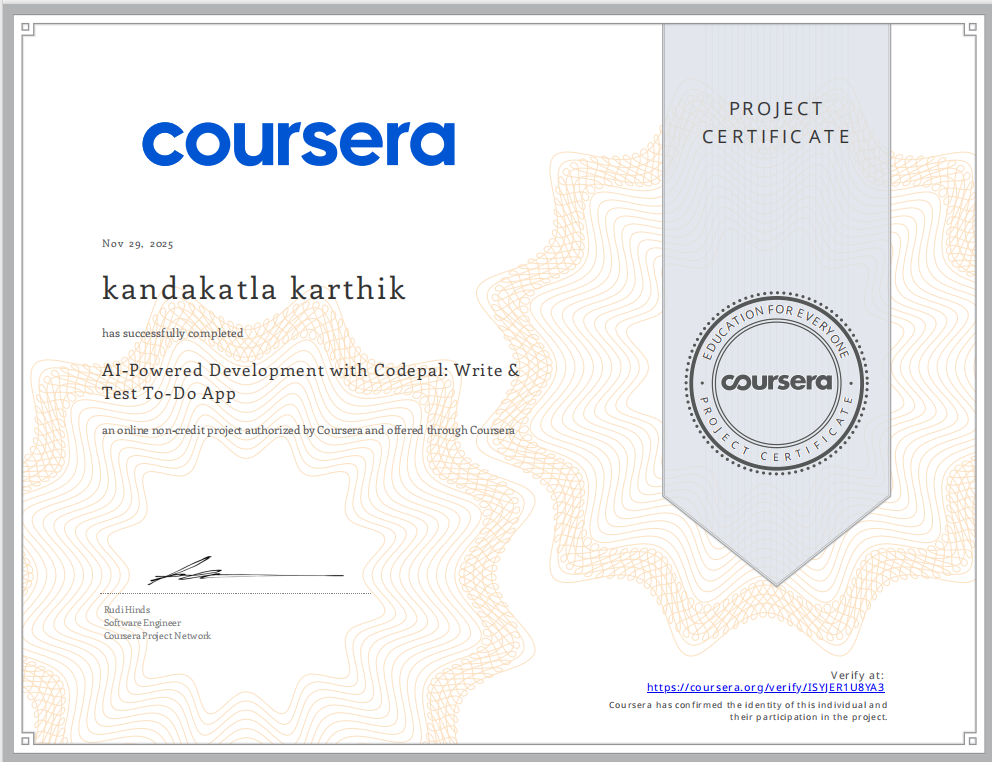 coursera
PROJECT
CERTIFICATE
Nov 29, 2025
kandakatla karthik
has successfully completed
AI-Powered Development with Codepal: Write &
Test To-Do App
an online non-credit project authorized by Coursera and offered through Coursera
EDUCATION FOR EVERYONE
coursera
PROJECT CERTIFICATE
Rudi Hinds
Software Engineer
Coursera Project Network
Verify at:
https://coursera.org/verify/ISYJER1U8YA3
Coursera has confirmed the identity of this individual and
their participation in the project.